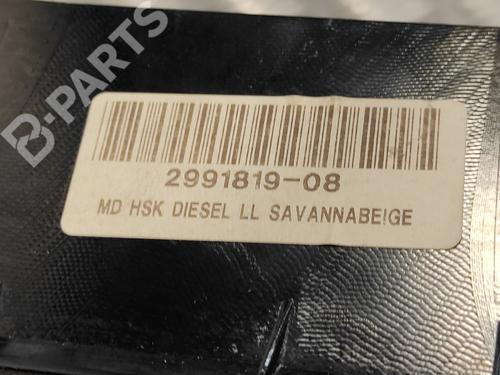 B-PARTS
2991819-08
MD HSK DIESEL LL SAVANNABEIGE